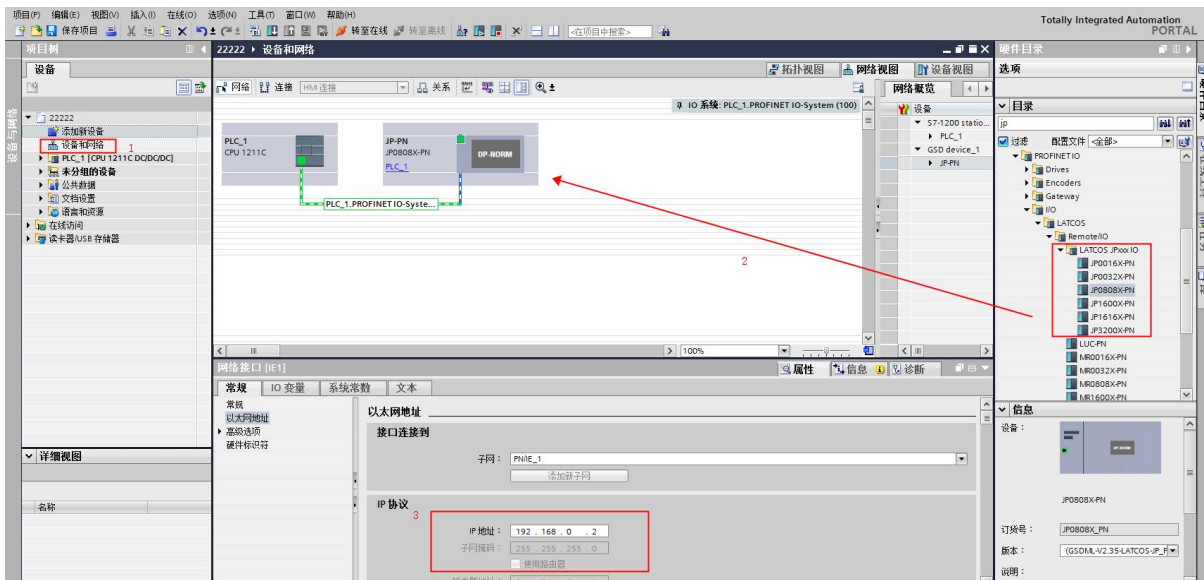 项目(P) 编辑(E) 视图(V) 插入(I) 在线(O) 选项(N) 工具(T) 窗口(W) 帮助(H)
Totally Integrated Automation
PORTAL
保存项目 转至在线 转至离线 <在项目中搜索>
项目树
设备
22222
添加新设备
设备和网络 1
PLC_1 [CPU 1211C DC/DC/DC]
未分组的设备
公共数据
文档设置
语言和资源
在线访问
读卡器/USB 存储器
详细视图
名称
设备与网络
22222 设备和网络
拓扑视图 网络视图 设备视图
网络 连接 HMI 连接 关系
IO 系统: PLC_1.PROFINET IO-System (100)
PLC_1
CPU 1211C
JP-PN
JP0808X-PN
PLC_1
DP-NORM
PLC_1.PROFINET IO-Syste...
2
100%
网络概览
设备
S7-1200 statio...
PLC_1
GSD device_1
JP-PN
网络接口 [IE1]
属性 信息 诊断
常规 IO 变量 系统常数 文本
常规
以太网地址
高级选项
硬件标识符
以太网地址
接口连接到
子网： PN/IE_1
添加新子网
IP 协议
3
IP 地址： 192 . 168 . 0 . 2
子网掩码： 255 . 255 . 255 . 0
使用路由器
硬件目录
选项
目录
jp
过滤 配置文件 <全部>
PROFINET IO
Drives
Encoders
Gateway
I/O
LATCOS
Remote/IO
LATCOS JPxxx IO
JP0016X-PN
JP0032X-PN
JP0808X-PN
JP1600X-PN
JP1616X-PN
JP3200X-PN
LUC-PN
MR0016X-PN
MR0032X-PN
MR0808X-PN
MR1600X-PN
信息
设备：
DP-NORM
JP0808X-PN
订货号： JP0808X_PN
版本： (GSDML-V2.35-LATCOS-JP_P
说明：